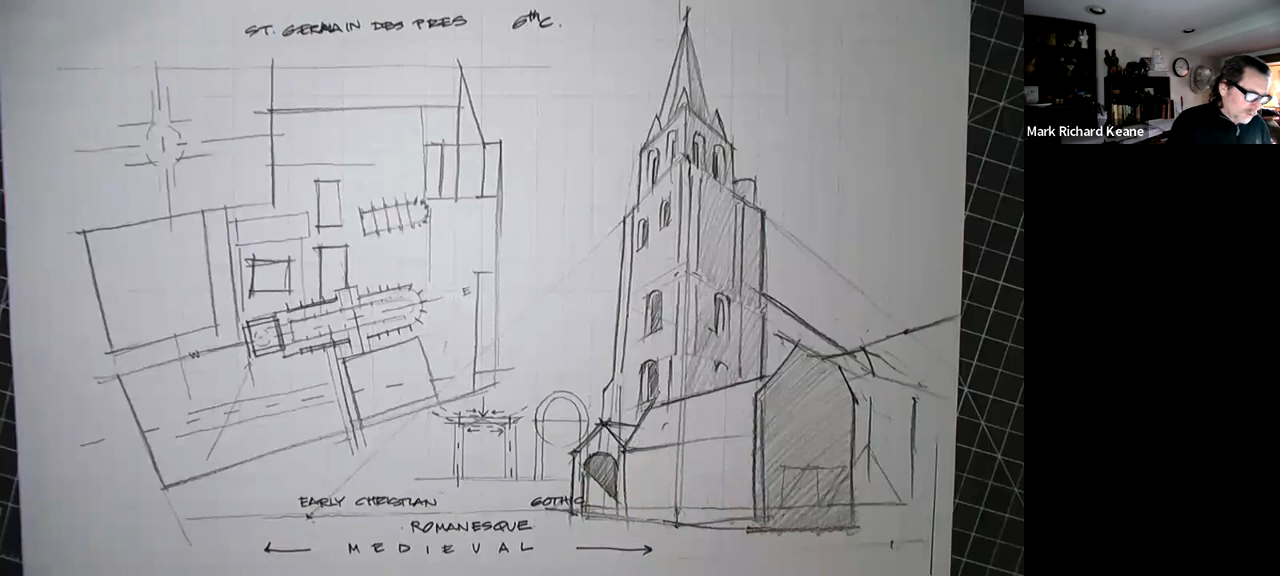 ST. GERMAIN DES PRES 6thC.
Mark Richard Keane
E
W
EARLY CHRISTIAN GOTHIC
ROMANESQUE
MEDIEVAL